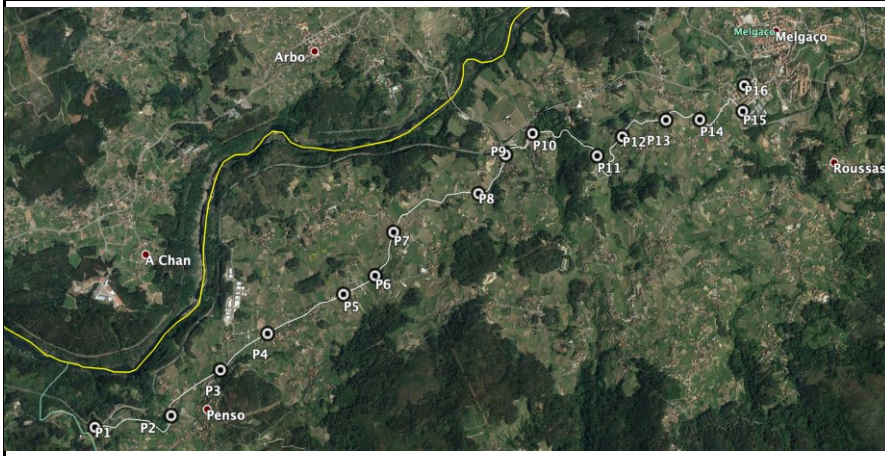 Melgaço
Melgaço
Arbo
P16
P15
P14
P13
P12
P10
P9
P11
Roussas
P8
P7
A Chan
P6
P5
P4
P3
Penso
P2
P1